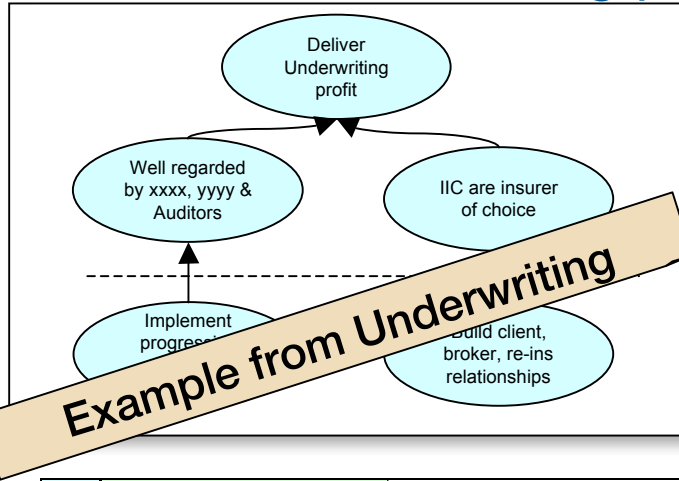 Deliver
Underwriting
profit
Well regarded
by xxxx, yyyy &
Auditors
IIC are insurer
of choice
Implement
Build client,
broker, re-ins
relationships
Example from Underwriting